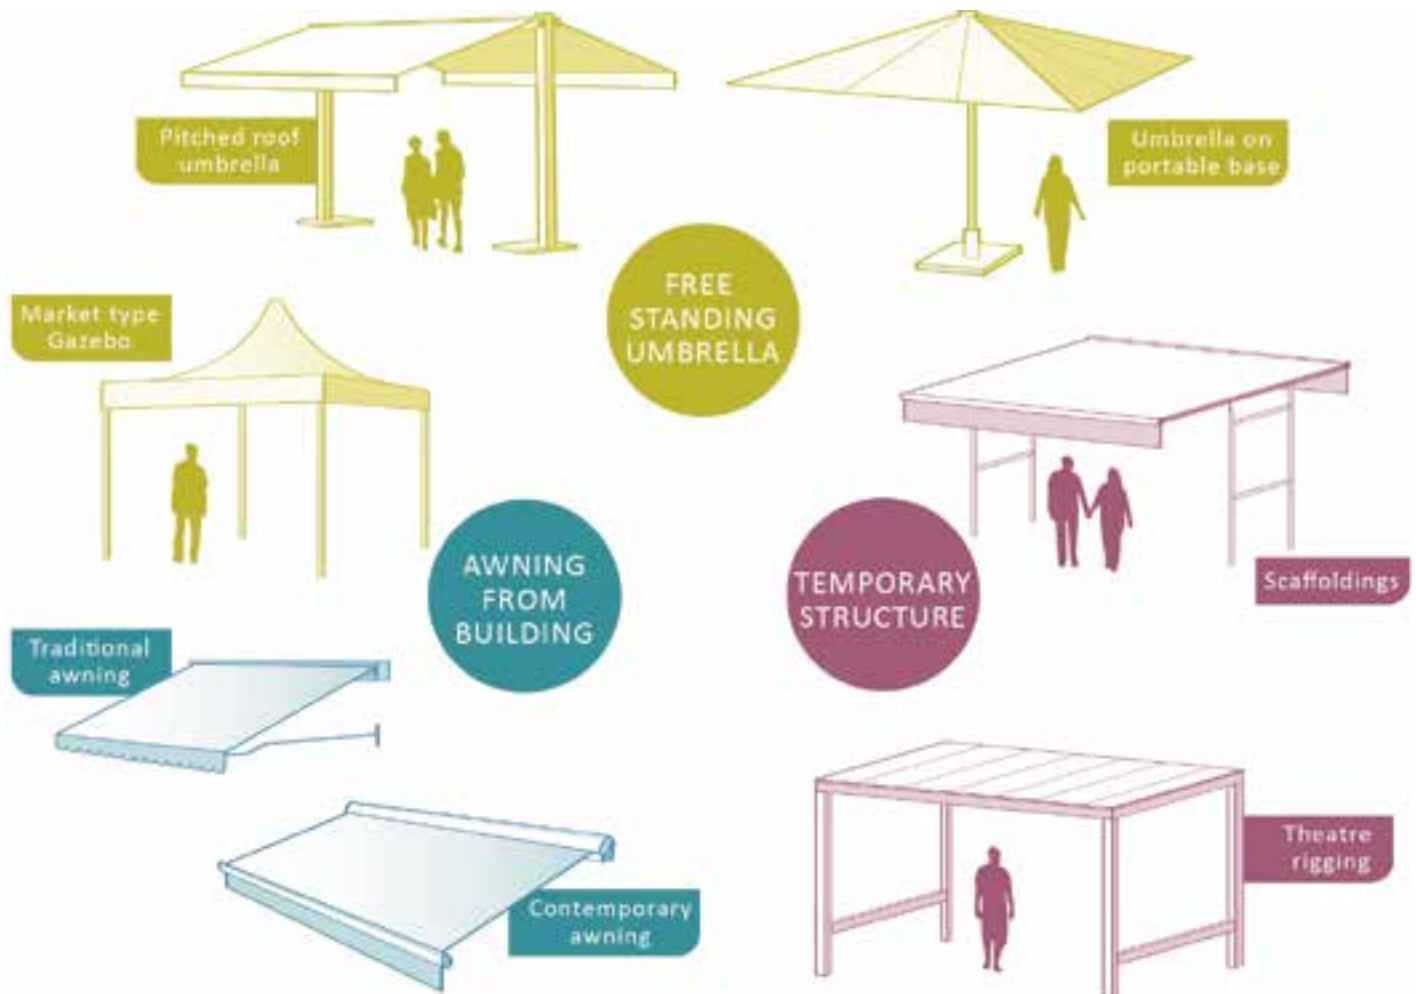 Pitched roof
umbrella
Umbrella on
portable base
FREE
STANDING
UMBRELLA
Market type
Gazebo
AWNING
FROM
BUILDING
TEMPORARY
STRUCTURE
Scaffoldings
Traditional
awning
Theatre
rigging
Contemporary
awning